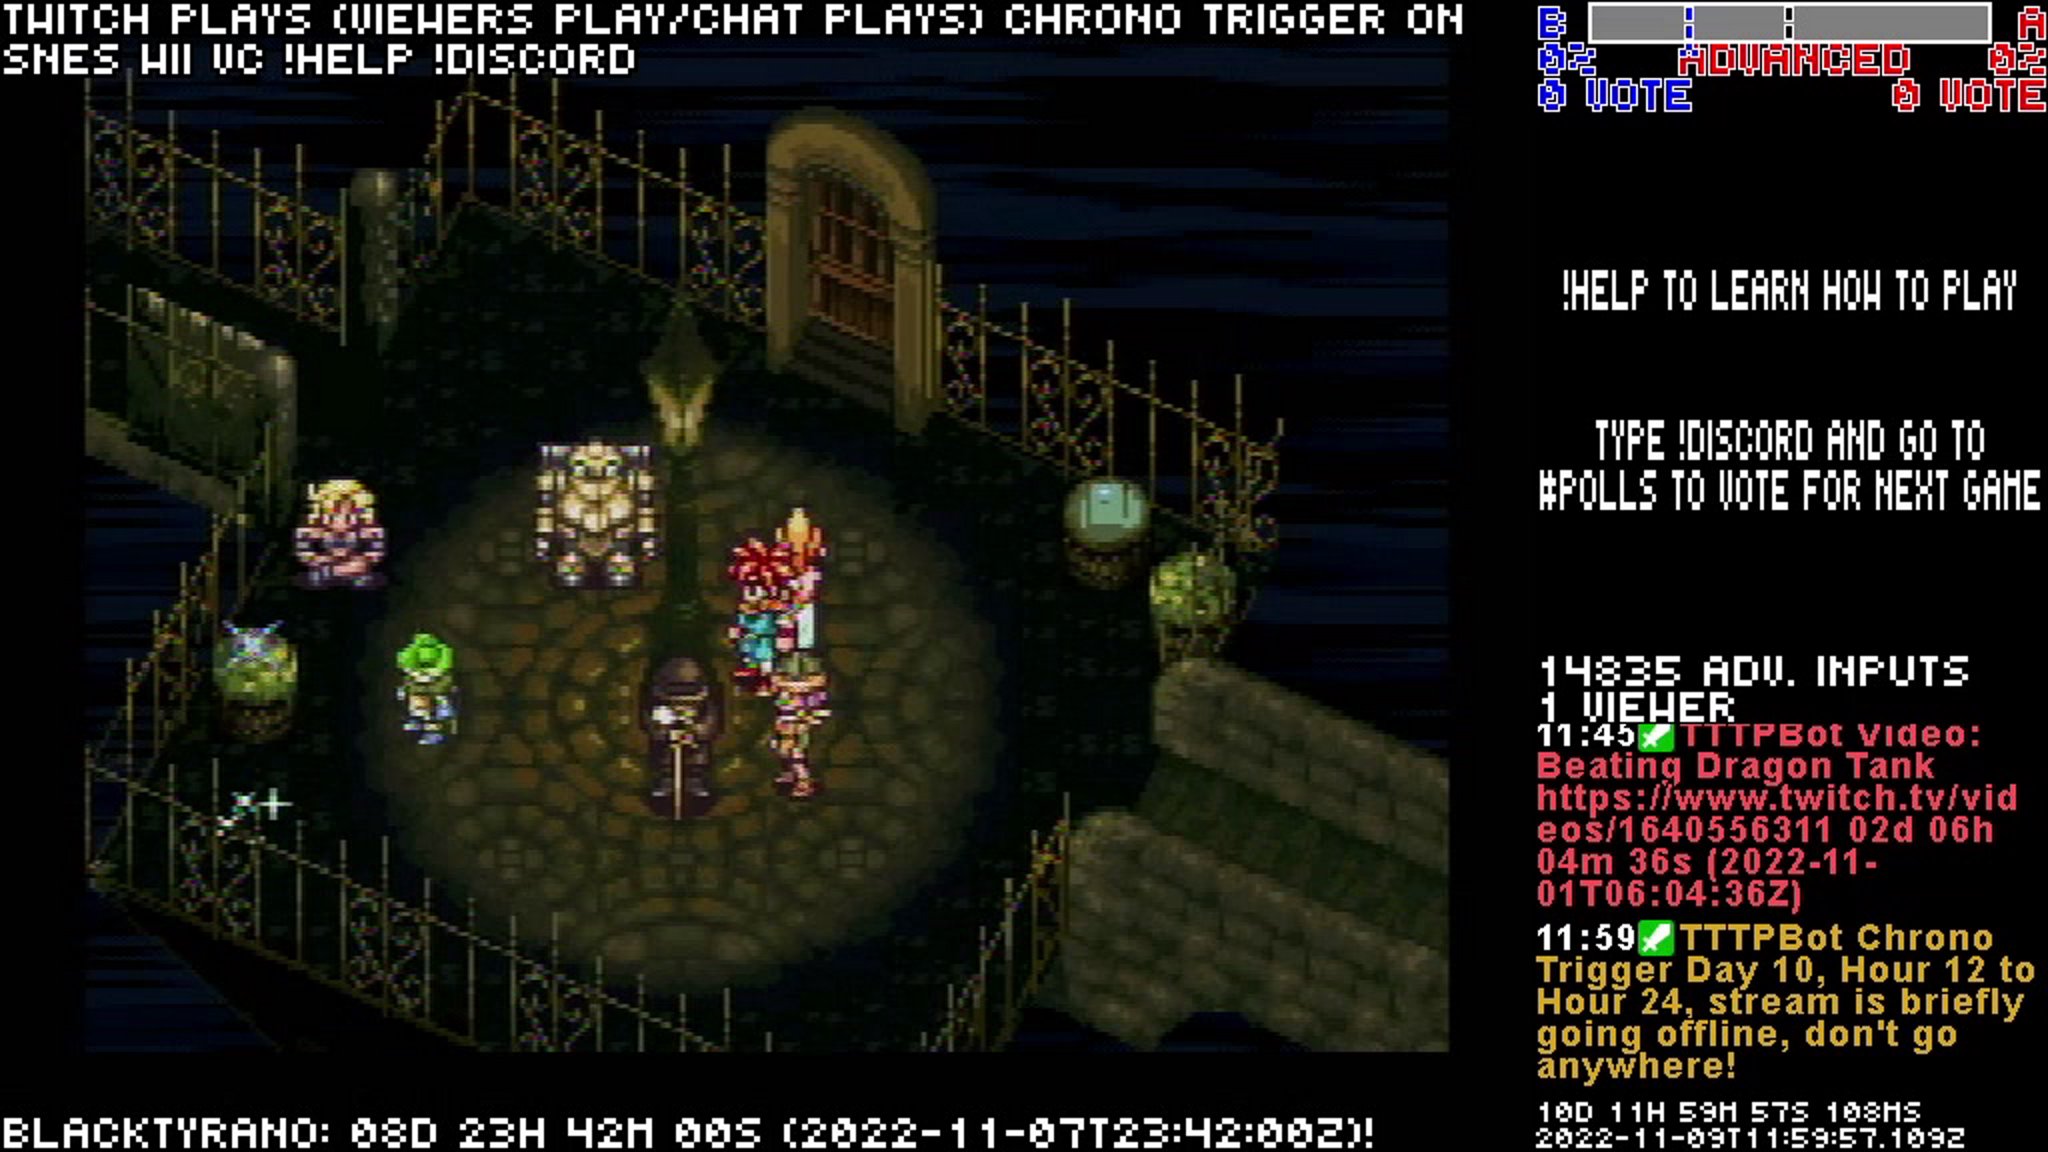 TWITCH PLAYS (VIEWERS PLAY/CHAT PLAYS) CHRONO TRIGGER ON
SNES WII VC !HELP !DISCORD
B A
0% ADVANCED 0%
0 VOTE 0 VOTE
!HELP TO LEARN HOW TO PLAY
TYPE !DISCORD AND GO TO
#POLLS TO VOTE FOR NEXT GAME
14835 ADV. INPUTS
1 VIEWER
11:45 TTTPBot Video:
Beating Dragon Tank
https://www.twitch.tv/vid
eos/1640556311 02d 06h
04m 36s (2022-11-
01T06:04:36Z)
11:59 TTTPBot Chrono
Trigger Day 10, Hour 12 to
Hour 24, stream is briefly
going offline, don't go
anywhere!
10D 11H 59M 57S 108MS
2022-11-09T11:59:57.109Z
BLACKTYRANO: 08D 23H 42M 00S (2022-11-07T23:42:00Z)!